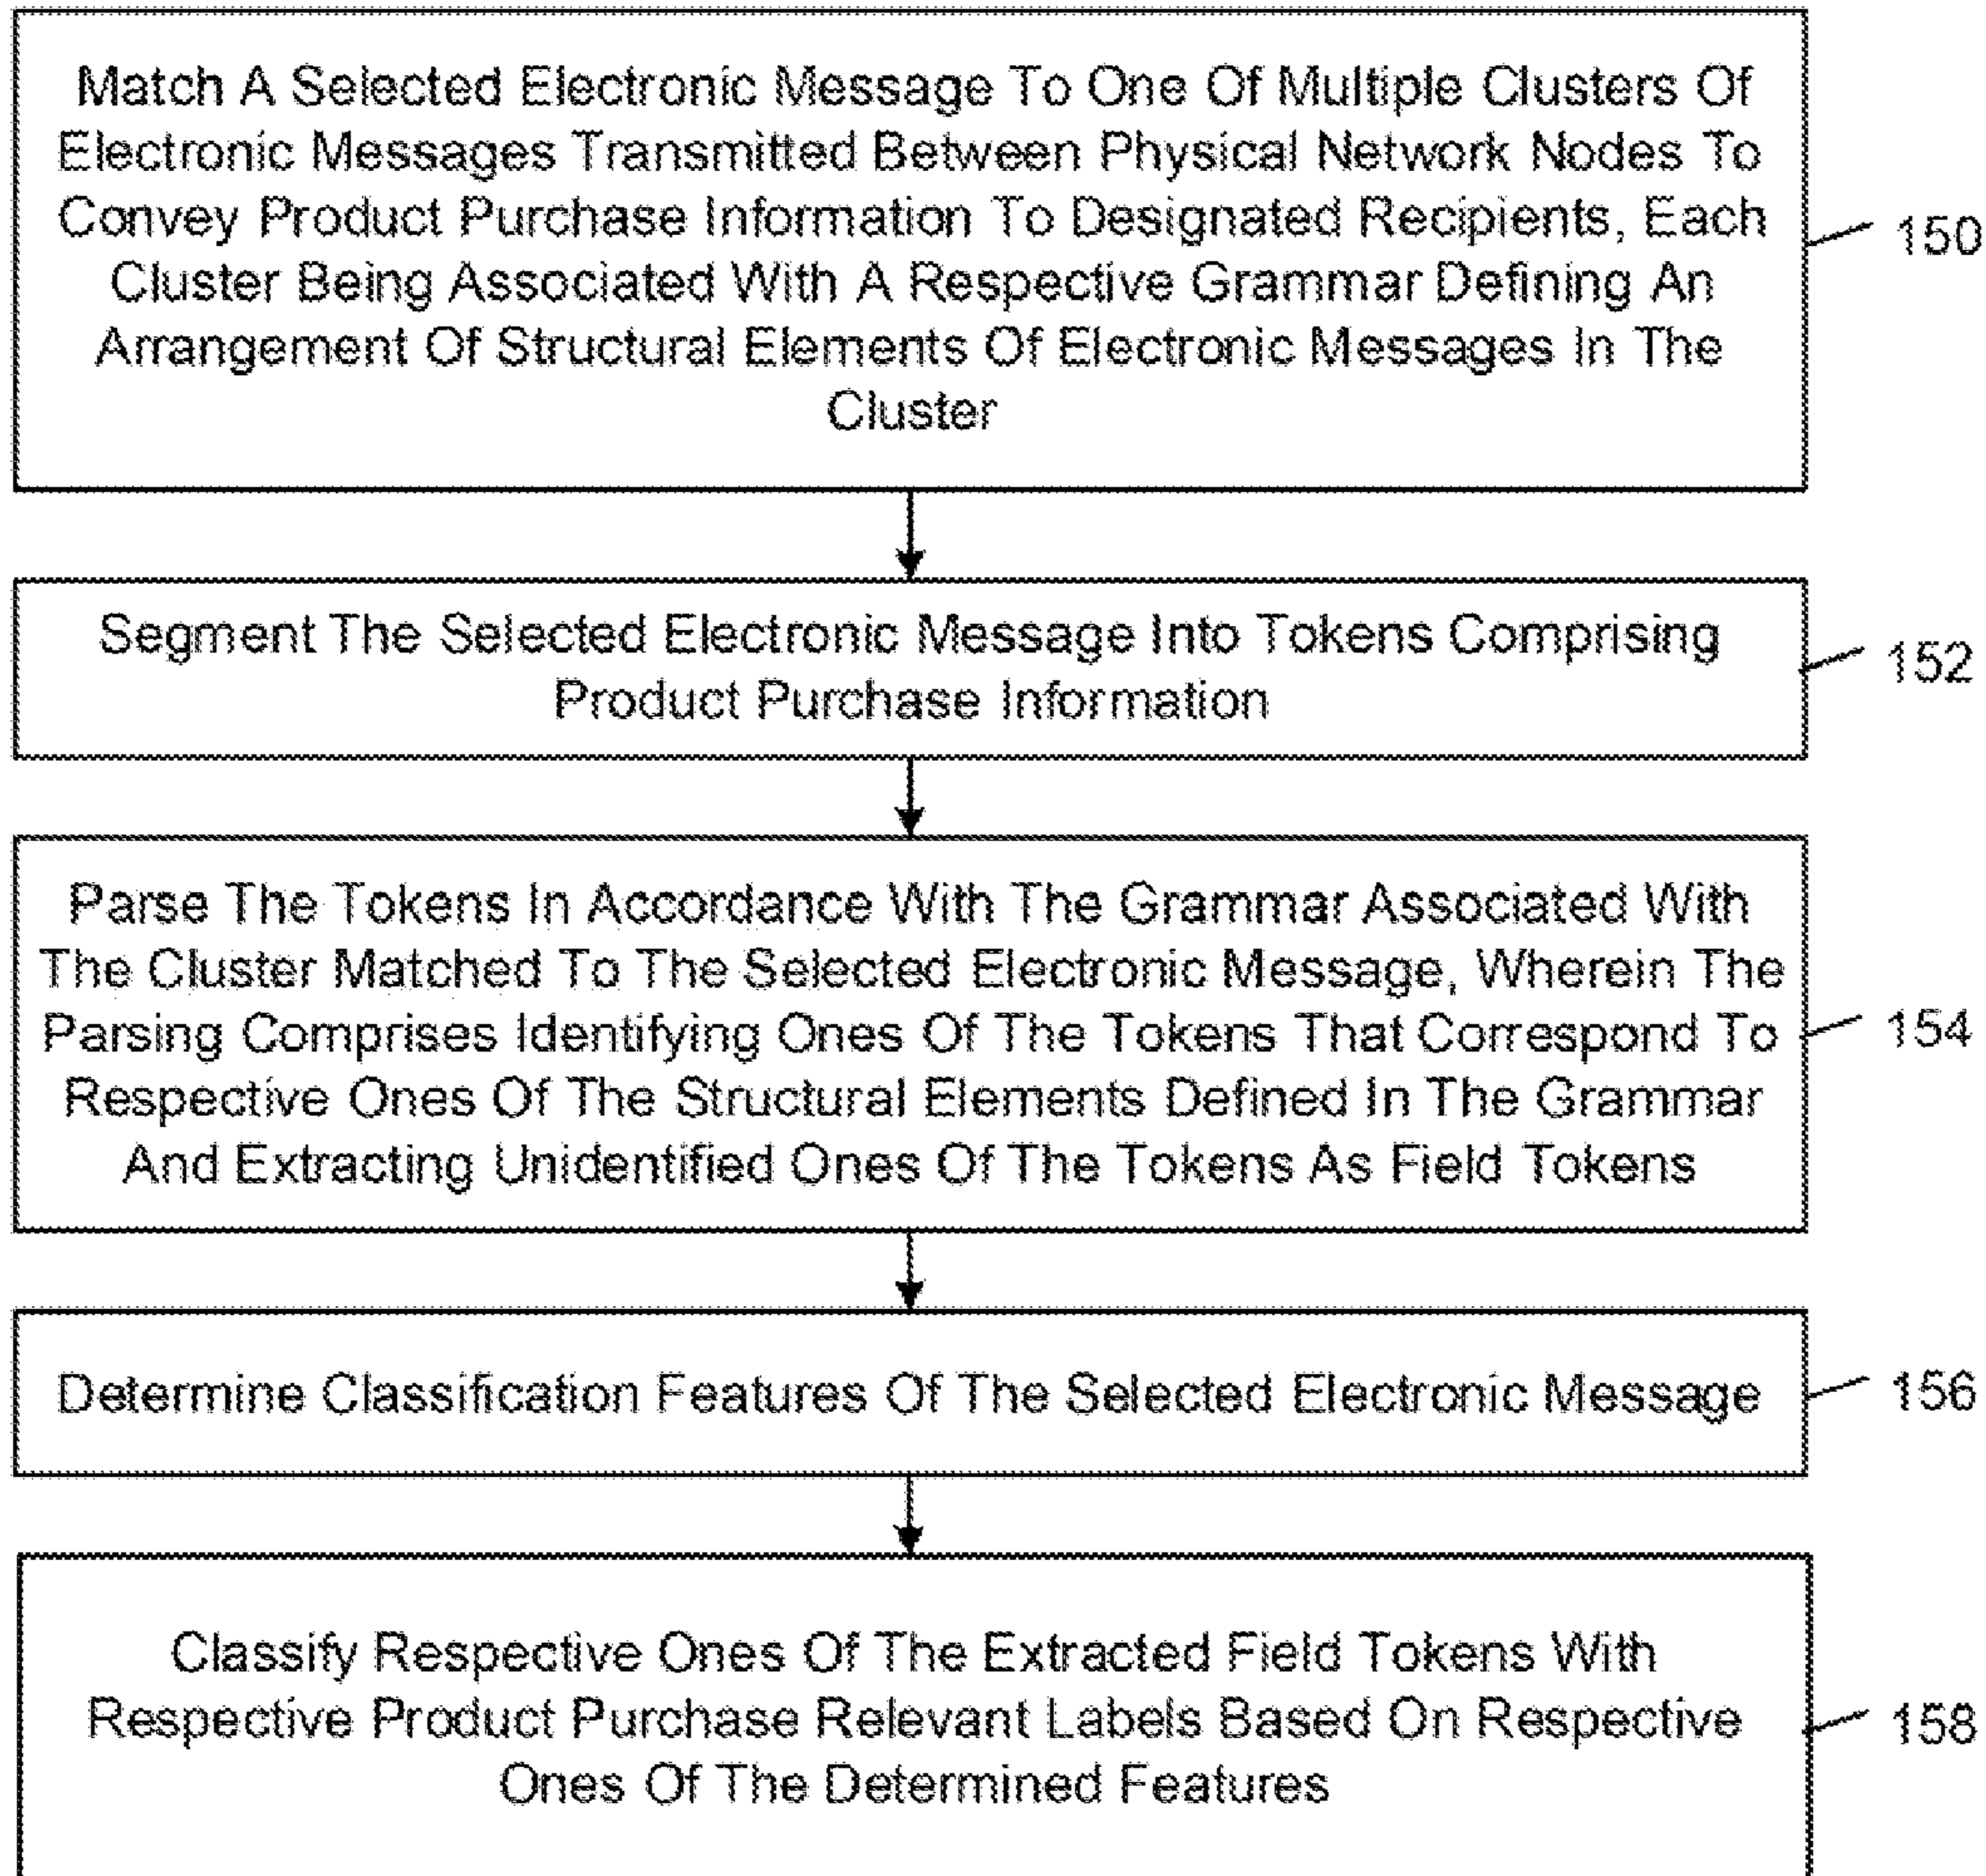 Match A Selected Electronic Message To One Of Multiple Clusters Of
Electronic Messages Transmitted Between Physical Network Nodes To
Convey Product Purchase Information To Designated Recipients, Each
Cluster Being Associated With A Respective Grammar Defining An
Arrangement Of Structural Elements Of Electronic Messages In The
Cluster
150
Segment The Selected Electronic Message Into Tokens Comprising
Product Purchase Information
152
Parse The Tokens In Accordance With The Grammar Associated With
The Cluster Matched To The Selected Electronic Message, Wherein The
Parsing Comprises Identifying Ones Of The Tokens That Correspond To
Respective Ones Of The Structural Elements Defined In The Grammar
And Extracting Unidentified Ones Of The Tokens As Field Tokens
154
Determine Classification Features Of The Selected Electronic Message
156
Classify Respective Ones Of The Extracted Field Tokens With
Respective Product Purchase Relevant Labels Based On Respective
Ones Of The Determined Features
158